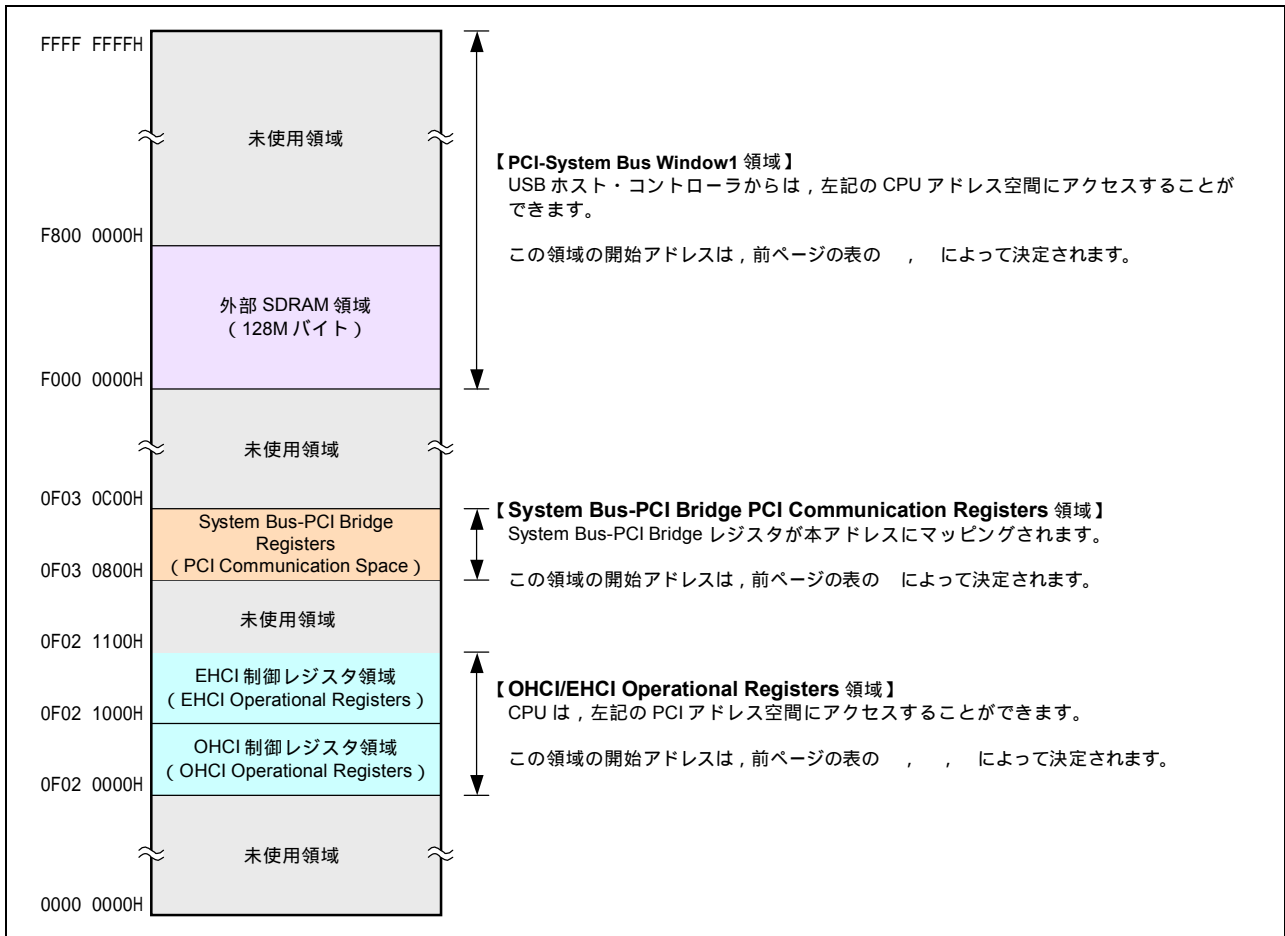 FFFF FFFFH
未使用領域
【PCI-System Bus Window1 領域】
USB ホスト・コントローラからは，左記の CPU アドレス空間にアクセスすることが
できます。
この領域の開始アドレスは，前ページの表の　，　によって決定されます。
F800 0000H
外部 SDRAM 領域
（128M バイト）
F000 0000H
未使用領域
0F03 0C00H
System Bus-PCI Bridge
Registers
（PCI Communication Space）
0F03 0800H
【System Bus-PCI Bridge PCI Communication Registers 領域】
System Bus-PCI Bridge レジスタが本アドレスにマッピングされます。
この領域の開始アドレスは，前ページの表の　によって決定されます。
未使用領域
0F02 1100H
EHCI 制御レジスタ領域
（EHCI Operational Registers）
0F02 1000H
OHCI 制御レジスタ領域
（OHCI Operational Registers）
0F02 0000H
【OHCI/EHCI Operational Registers 領域】
CPU は，左記の PCI アドレス空間にアクセスすることができます。
この領域の開始アドレスは，前ページの表の　，　，　によって決定されます。
未使用領域
0000 0000H